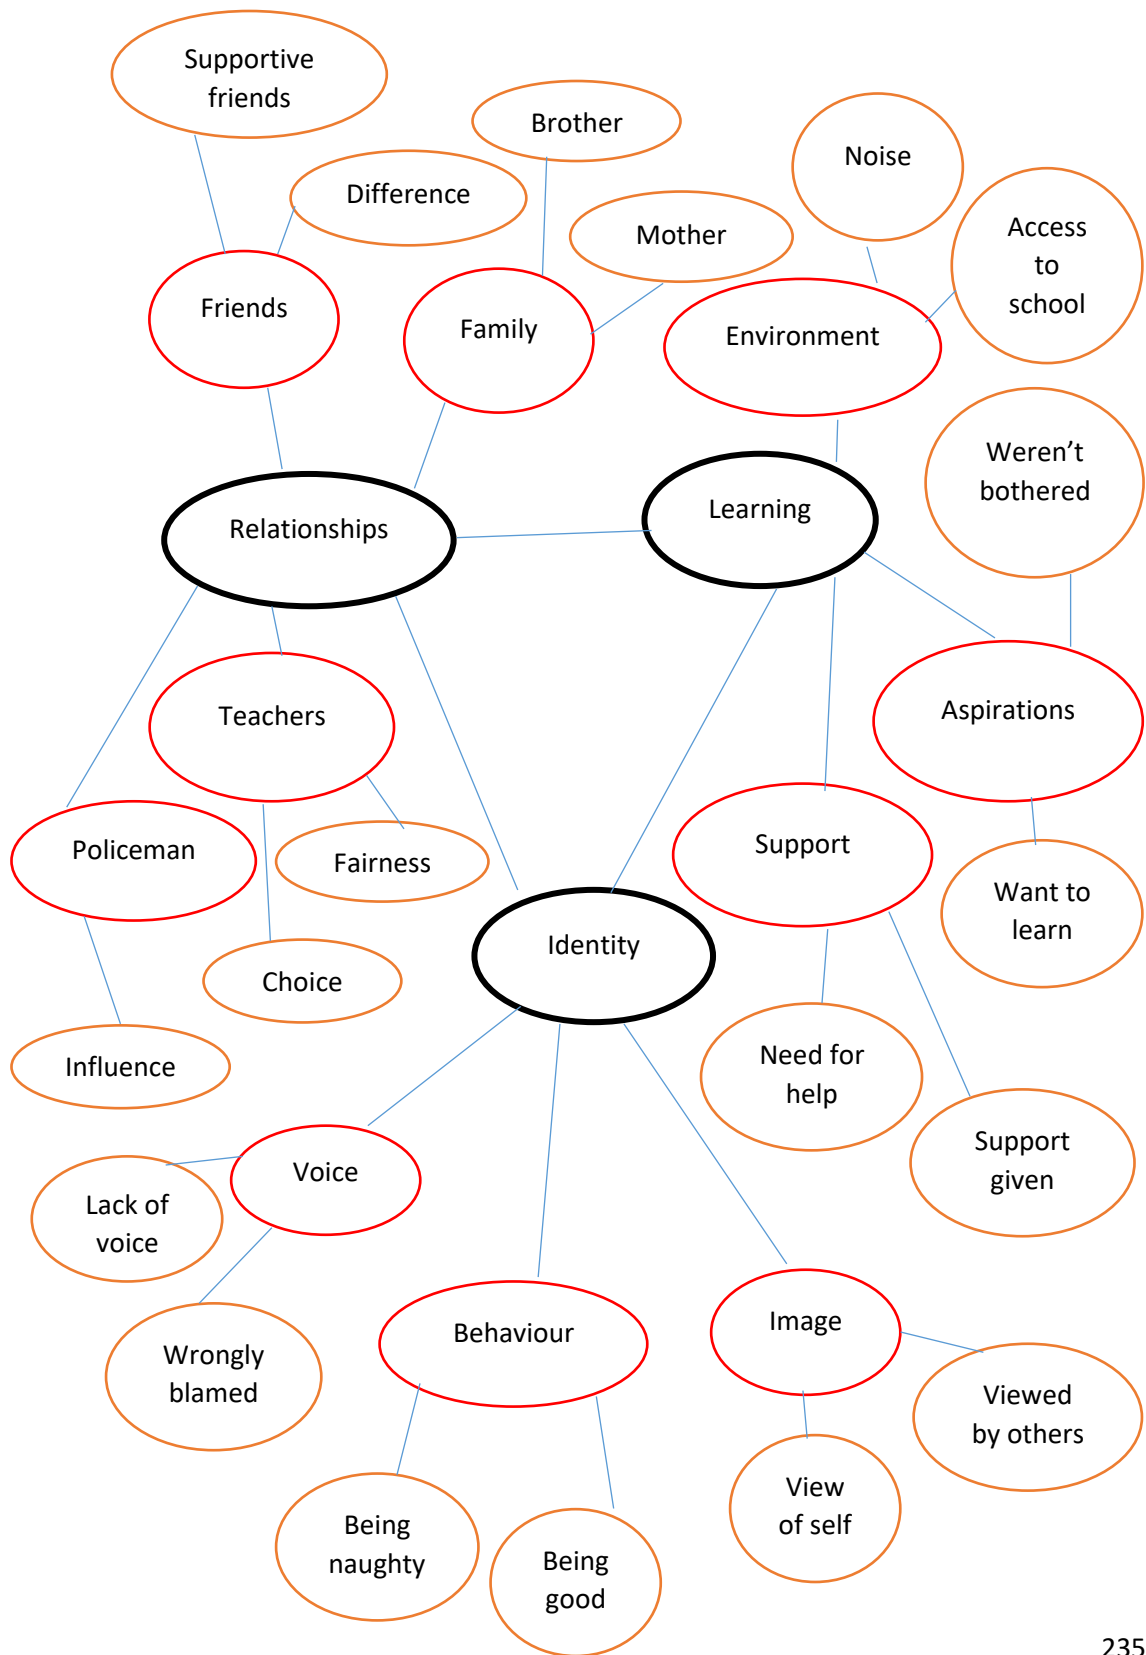 Supportive
friends
Brother
Noise
Difference
Mother
Access
to
school
Friends
Family
Environment
Weren't
bothered
Relationships
Learning
Teachers
Aspirations
Policeman
Fairness
Support
Want to
learn
Identity
Choice
Influence
Need for
help
Support
given
Voice
Lack of
voice
Behaviour
Image
Wrongly
blamed
Viewed
by others
View
of self
Being
naughty
Being
good
235